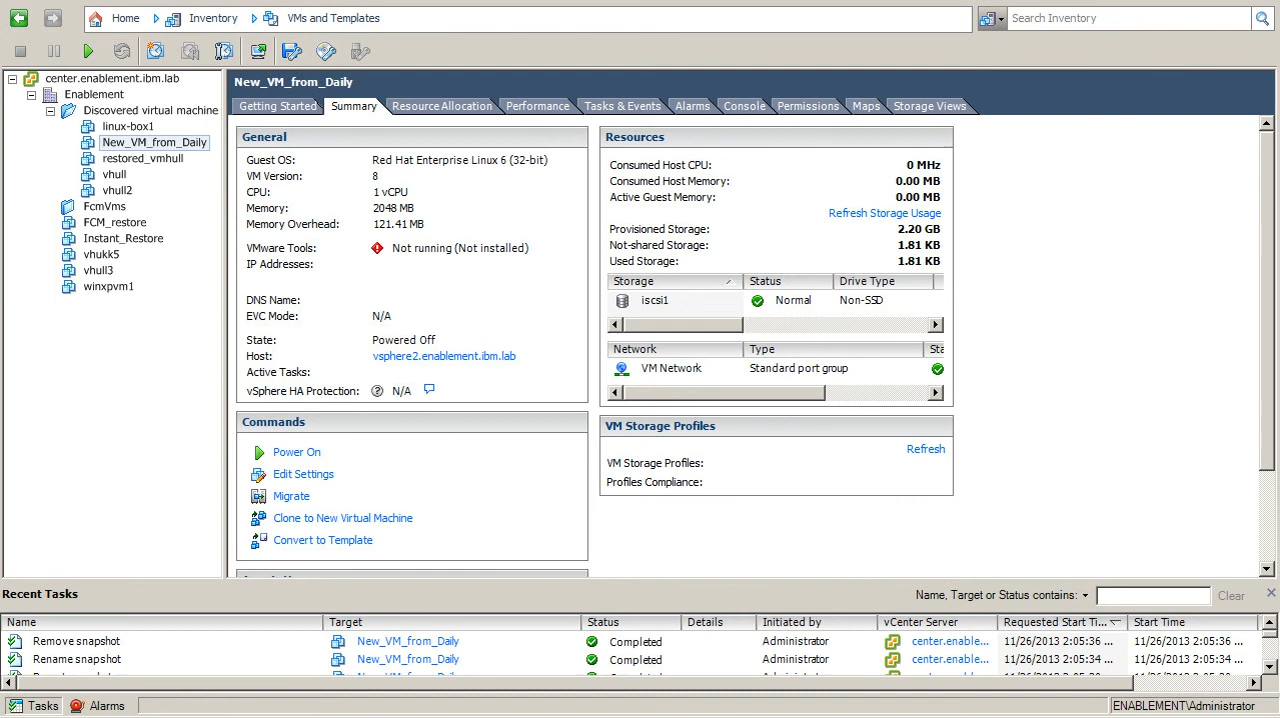 Home Inventory VMs and Templates Search Inventory
center.enablement.ibm.lab
Enablement
Discovered virtual machine
linux-box1
New_VM_from_Daily
restored_vmhull
vhull
vhull2
FcmVms
FCM_restore
Instant_Restore
vhukk5
vhull3
winxpvm1
New_VM_from_Daily
Getting Started Summary Resource Allocation Performance Tasks & Events Alarms Console Permissions Maps Storage Views
General
Guest OS: Red Hat Enterprise Linux 6 (32-bit)
VM Version: 8
CPU: 1 vCPU
Memory: 2048 MB
Memory Overhead: 121.41 MB
VMware Tools: Not running (Not installed)
IP Addresses:
DNS Name:
EVC Mode: N/A
State: Powered Off
Host: vsphere2.enablement.ibm.lab
Active Tasks:
vSphere HA Protection: N/A
Commands
Power On
Edit Settings
Migrate
Clone to New Virtual Machine
Convert to Template
Resources
Consumed Host CPU: 0 MHz
Consumed Host Memory: 0.00 MB
Active Guest Memory: 0.00 MB
Refresh Storage Usage
Provisioned Storage: 2.20 GB
Not-shared Storage: 1.81 KB
Used Storage: 1.81 KB
Storage Status Drive Type
iscsi1 Normal Non-SSD
Network Type Sta
VM Network Standard port group
VM Storage Profiles
Refresh
VM Storage Profiles:
Profiles Compliance:
Recent Tasks Name, Target or Status contains: Clear
Name Target Status Details Initiated by vCenter Server Requested Start Ti... Start Time
Remove snapshot New_VM_from_Daily Completed Administrator center.enable... 11/26/2013 2:05:36 ... 11/26/2013 2:05:36 ...
Rename snapshot New_VM_from_Daily Completed Administrator center.enable... 11/26/2013 2:05:34 ... 11/26/2013 2:05:34 ...
Tasks Alarms ENABLEMENT\Administrator